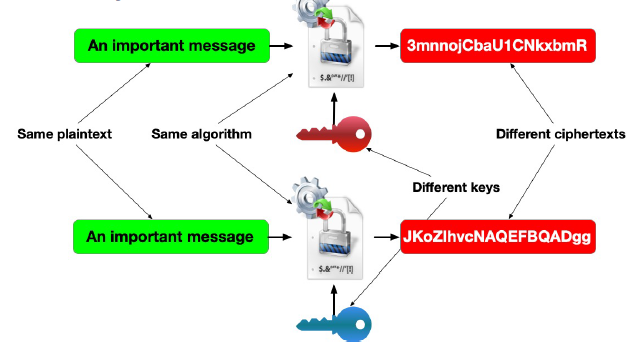 An important message
3mnnojCbaU1CNkxbmR
Same plaintext
Same algorithm
Different ciphertexts
Different keys
An important message
JKoZIhvcNAQEFBQADgg